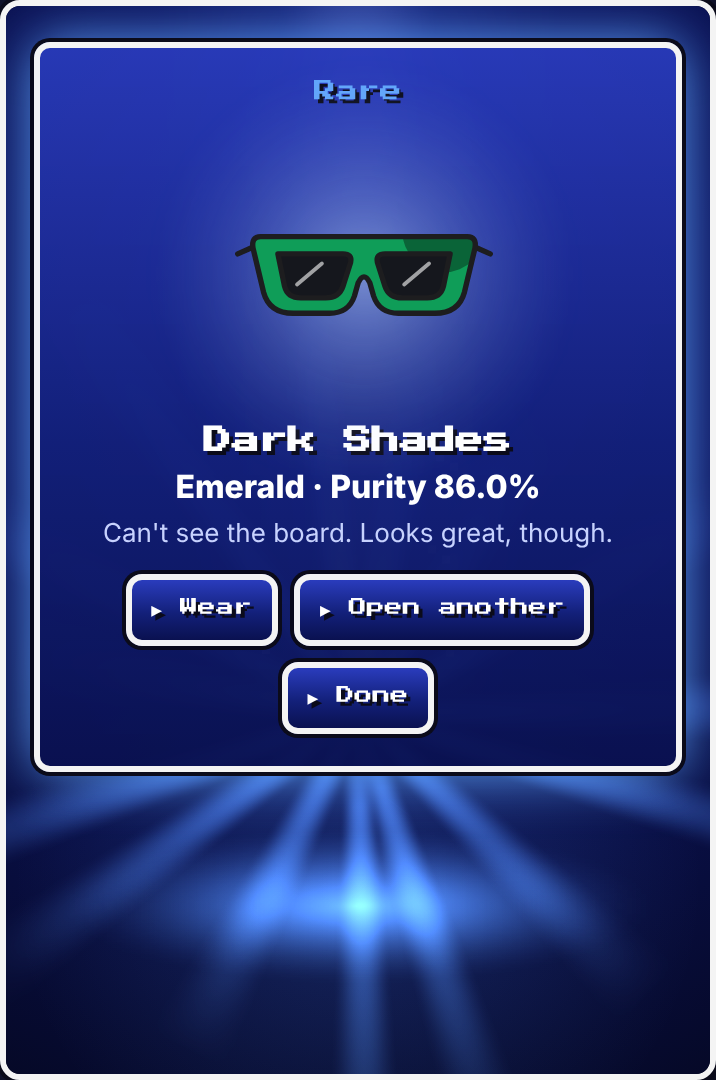 Rare
Dark Shades
Emerald · Purity 86.0%
Can't see the board. Looks great, though.
▶ Wear
▶ Open another
▶ Done